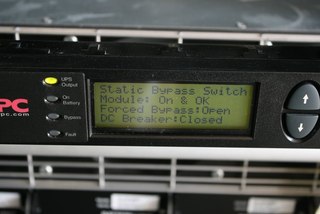 UPS
Output
On
Battery
Bypass
Fault
PC
pc.com
Static Bypass Switch
Module: On & OK
Forced Bypass:Open
DC Breaker:Closed